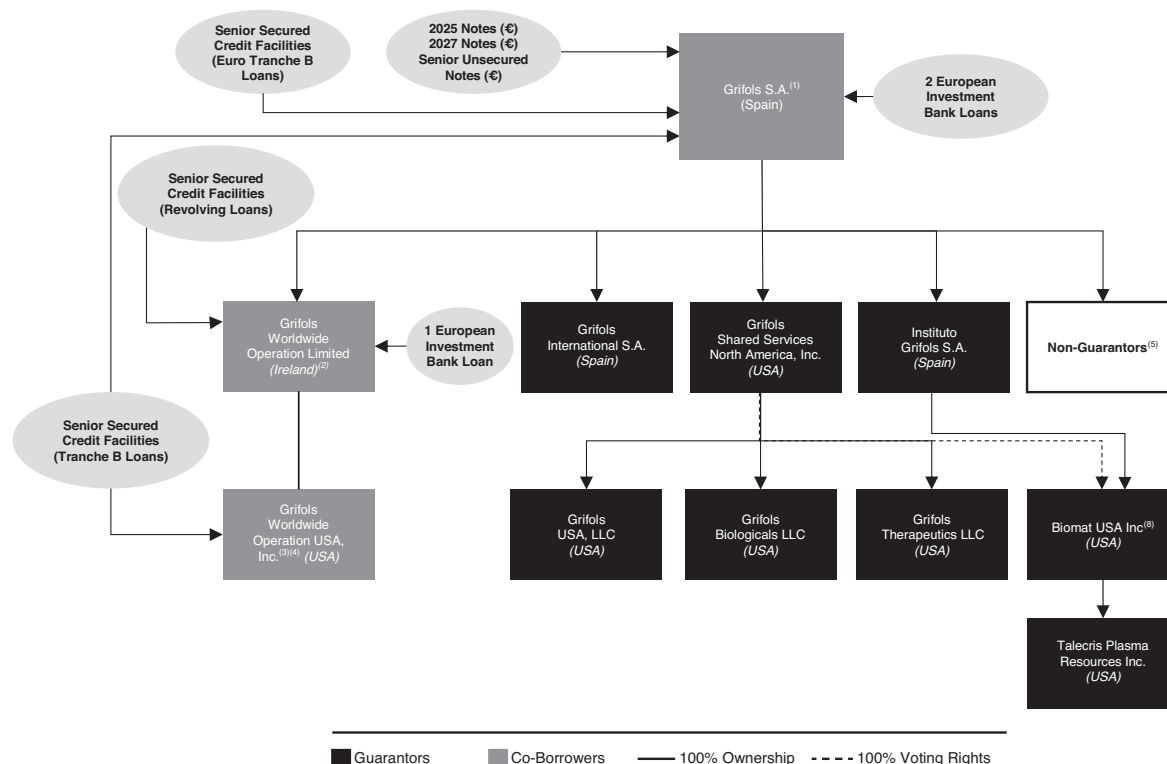 Senior Secured
Credit Facilities
(Euro Tranche B
Loans)
2025 Notes (€)
2027 Notes (€)
Senior Unsecured
Notes (€)
Grifols S.A.(1)
(Spain)
2 European
Investment
Bank Loans
Senior Secured
Credit Facilities
(Revolving Loans)
Grifols
Worldwide
Operation Limited
(Ireland)(2)
1 European
Investment
Bank Loan
Grifols
International S.A.
(Spain)
Grifols
Shared Services
North America, Inc.
(USA)
Instituto
Grifols S.A.
(Spain)
Non-Guarantors(5)
Senior Secured
Credit Facilities
(Tranche B Loans)
Grifols
Worldwide
Operation USA,
Inc.(3)(4) (USA)
Grifols
USA, LLC
(USA)
Grifols
Biologicals LLC
(USA)
Grifols
Therapeutics LLC
(USA)
Biomat USA Inc(8)
(USA)
Talecris Plasma
Resources Inc.
(USA)
Guarantors Co-Borrowers 100% Ownership 100% Voting Rights